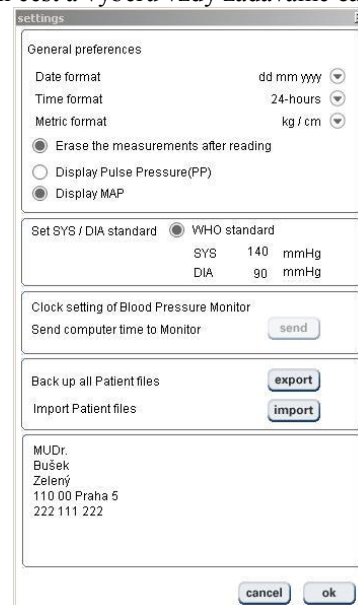 settings
General preferences
Date format dd mm yyyy
Time format 24-hours
Metric format kg / cm
Erase the measurements after reading
Display Pulse Pressure(PP)
Display MAP
Set SYS / DIA standard WHO standard
SYS 140 mmHg
DIA 90 mmHg
Clock setting of Blood Pressure Monitor
Send computer time to Monitor send
Back up all Patient files export
Import Patient files import
MUDr.
Bušek
Zelený
110 00 Praha 5
222 111 222
cancel ok